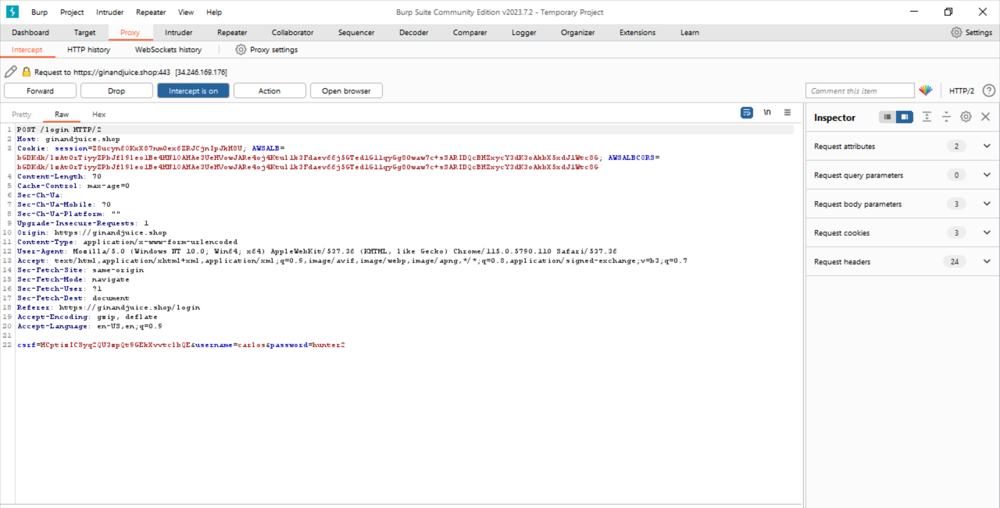 Burp Project Intruder Repeater View Help Burp Suite Community Edition v2023.7.2 - Temporary Project
Dashboard Target Proxy Intruder Repeater Collaborator Sequencer Decoder Comparer Logger Organizer Extensions Learn Settings
Intercept HTTP history WebSockets history Proxy settings
Request to https://ginandjuice.shop:443 [34.246.169.176]
Forward Drop Intercept is on Action Open browser Comment this item HTTP/2 ?
Pretty Raw Hex \n
1 POST /login HTTP/2
2 Host: ginandjuice.shop
3 Cookie: session=Z8ucyn60KxX87nm0ex6ZRJCjnIpJkH8U; AWSALB=
bGDKdk/1sAt0rTiyyZPbJf191eolBe4HN10AHAe3UeHVowJARe4oj4Ktul1k3Fdaev66j5GTedlG1lqyGg80waw7c+sSARIDQcBHZxycY3dK3oAkbX5xdJ1Wtc8G; AWSALBCORS=
bGDKdk/1sAt0rTiyyZPbJf191eolBe4HN10AHAe3UeHVowJARe4oj4Ktul1k3Fdaev66j5GTedlG1lqyGg80waw7c+sSARIDQcBHZxycY3dK3oAkbX5xdJ1Wtc8G
4 Content-Length: 70
5 Cache-Control: max-age=0
6 Sec-Ch-Ua:
7 Sec-Ch-Ua-Mobile: ?0
8 Sec-Ch-Ua-Platform: ""
9 Upgrade-Insecure-Requests: 1
10 Origin: https://ginandjuice.shop
11 Content-Type: application/x-www-form-urlencoded
12 User-Agent: Mozilla/5.0 (Windows NT 10.0; Win64; x64) AppleWebKit/537.36 (KHTML, like Gecko) Chrome/115.0.5790.110 Safari/537.36
13 Accept: text/html,application/xhtml+xml,application/xml;q=0.9,image/avif,image/webp,image/apng,*/*;q=0.8,application/signed-exchange;v=b3;q=0.7
14 Sec-Fetch-Site: same-origin
15 Sec-Fetch-Mode: navigate
16 Sec-Fetch-User: ?1
17 Sec-Fetch-Dest: document
18 Referer: https://ginandjuice.shop/login
19 Accept-Encoding: gzip, deflate
20 Accept-Language: en-US,en;q=0.9
21
22 csrf=HCptizICSyq2QU3zpQt9GEkXvvtclbQE&username=carlos&password=hunter2
Inspector
Request attributes 2
Request query parameters 0
Request body parameters 3
Request cookies 3
Request headers 24